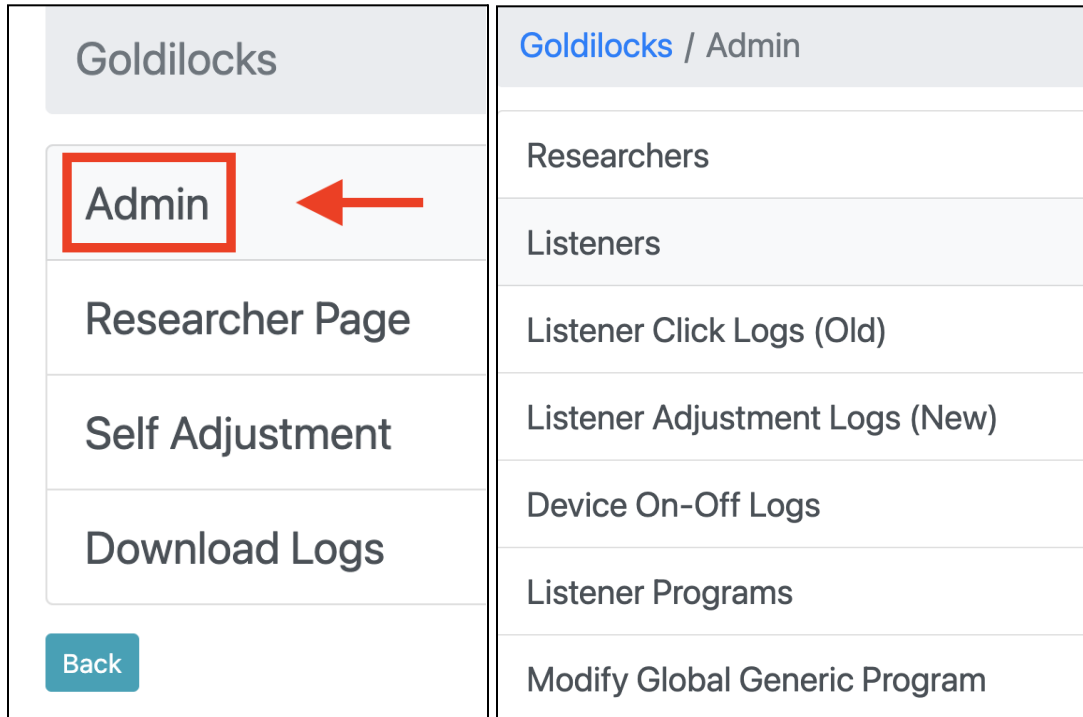 Goldilocks
Admin
Researcher Page
Self Adjustment
Download Logs
Back
Goldilocks / Admin
Researchers
Listeners
Listener Click Logs (Old)
Listener Adjustment Logs (New)
Device On-Off Logs
Listener Programs
Modify Global Generic Program